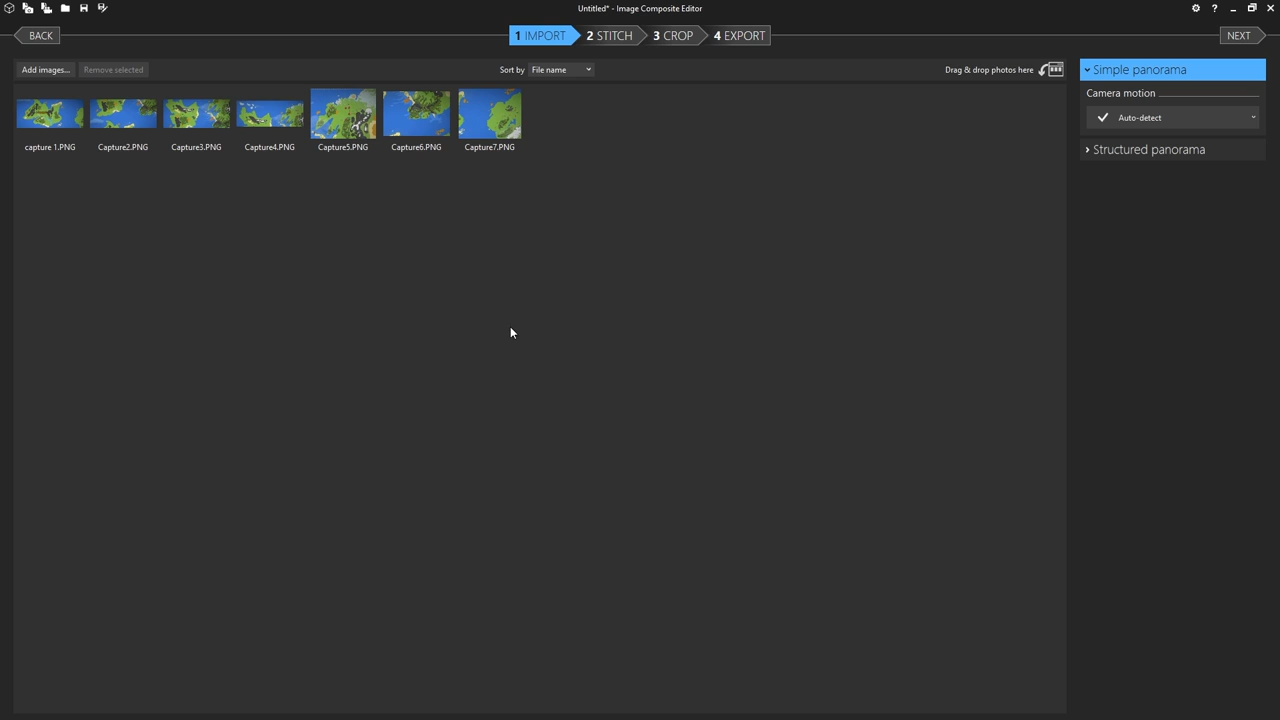 Untitled* - Image Composite Editor
BACK
1 IMPORT
2 STITCH
3 CROP
4 EXPORT
NEXT
Add images...
Remove selected
Sort by
File name
Drag & drop photos here
Simple panorama
Camera motion
Auto-detect
Structured panorama
capture 1.PNG
Capture2.PNG
Capture3.PNG
Capture4.PNG
Capture5.PNG
Capture6.PNG
Capture7.PNG